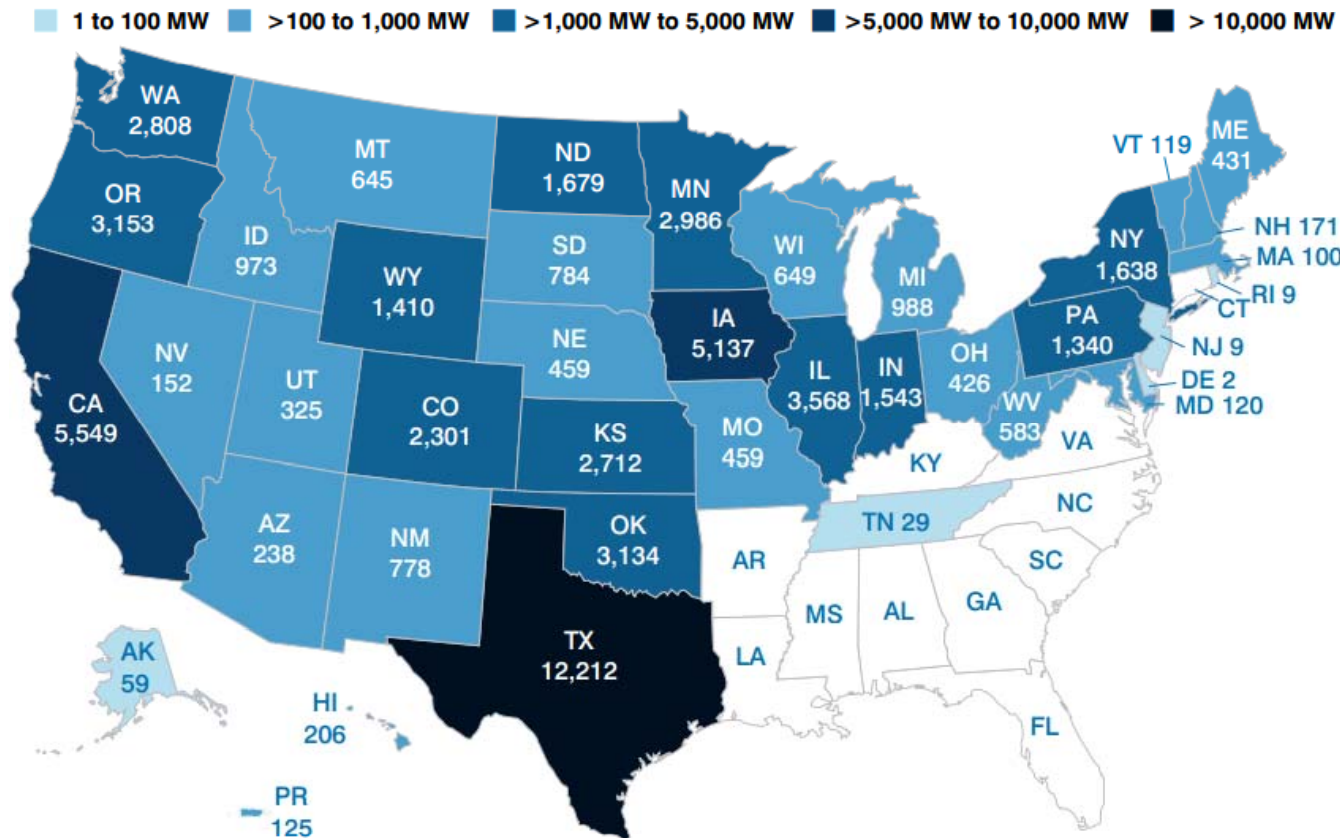 1 to 100 MW >100 to 1,000 MW >1,000 MW to 5,000 MW >5,000 MW to 10,000 MW > 10,000 MW
WA
2,808
OR
3,153
CA
5,549
NV
152
ID
973
MT
645
WY
1,410
UT
325
CO
2,301
AZ
238
NM
778
ND
1,679
SD
784
NE
459
KS
2,712
OK
3,134
TX
12,212
MN
2,986
IA
5,137
MO
459
WI
649
IL
3,568
MI
988
IN
1,543
OH
426
WV
583
PA
1,340
NY
1,638
VT 119
ME
431
NH 171
MA 100
RI 9
CT
NJ 9
DE 2
MD 120
VA
KY
NC
TN 29
SC
AR
MS
AL
GA
LA
FL
AK
59
HI
206
PR
125